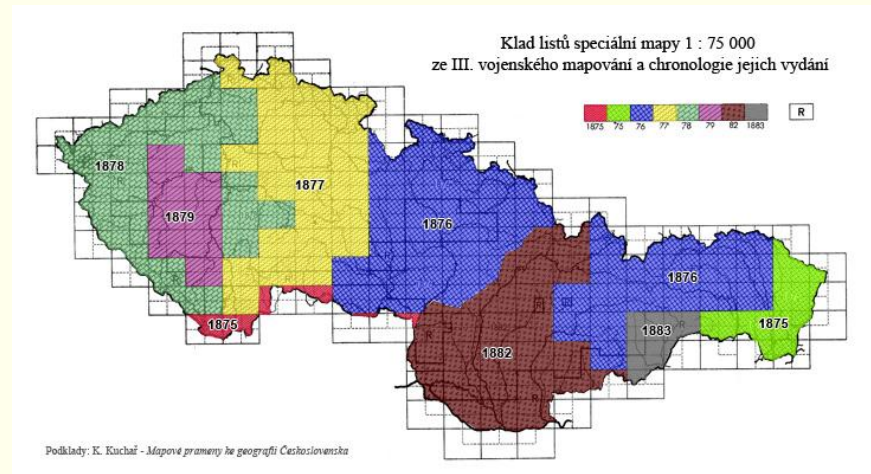 Klad listů speciální mapy 1 : 75 000
ze III. vojenského mapování a chronologie jejich vydání
1875 75 76 77 78 79 82 1883
R
1878
1877
1879
1876
1876
1875
1883
1875
1882
Podklady: K. Kuchař - Mapové prameny ke geografii Československa